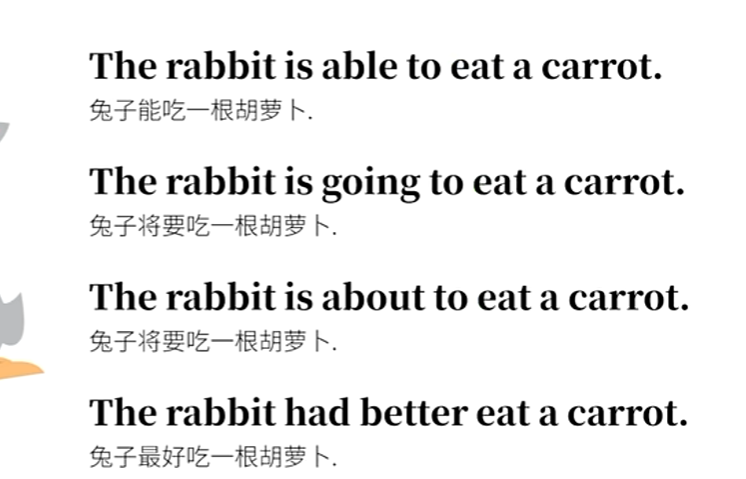 The rabbit is able to eat a carrot.
兔子能吃一根胡萝卜.
The rabbit is going to eat a carrot.
兔子将要吃一根胡萝卜.
The rabbit is about to eat a carrot.
兔子将要吃一根胡萝卜.
The rabbit had better eat a carrot.
兔子最好吃一根胡萝卜.